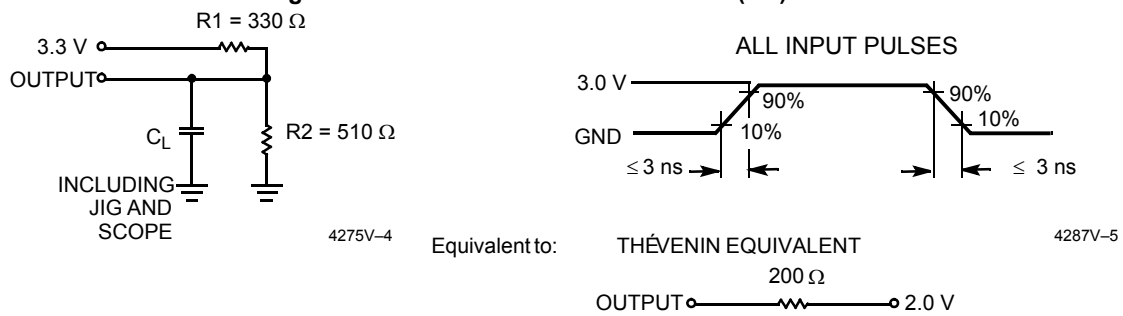 R1 = 330 Ω
3.3 V
OUTPUT
C_L
R2 = 510 Ω
INCLUDING
JIG AND
SCOPE
4275V–4
ALL INPUT PULSES
3.0 V
90%
90%
10%
10%
GND
≤ 3 ns
≤ 3 ns
4287V–5
Equivalent to:
THÉVENIN EQUIVALENT
200 Ω
OUTPUT
2.0 V